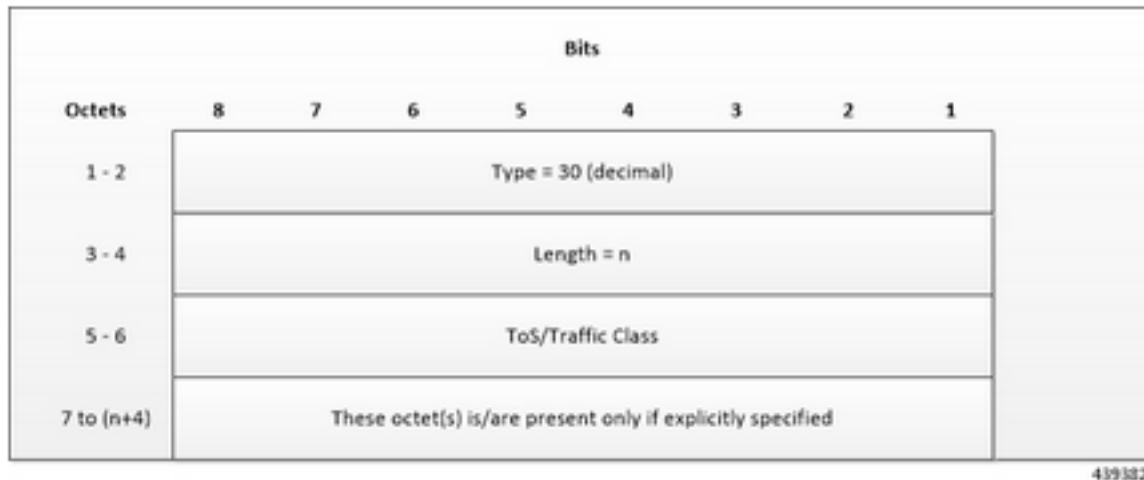 Bits
Octets 8 7 6 5 4 3 2 1
1 - 2 Type = 30 (decimal)
3 - 4 Length = n
5 - 6 ToS/Traffic Class
7 to (n+4) These octet(s) is/are present only if explicitly specified
439382